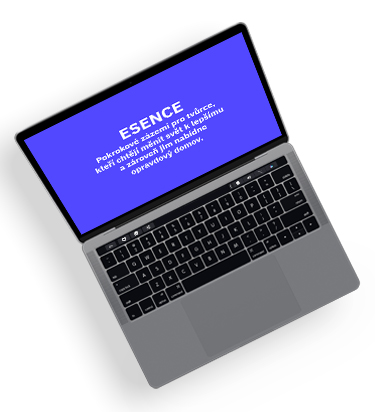 ESENCE
Pokrokové zázemí pro tvůrce,
kteří chtějí měnit svět k lepšímu
a zároveň jim nabídne
opravdový domov.